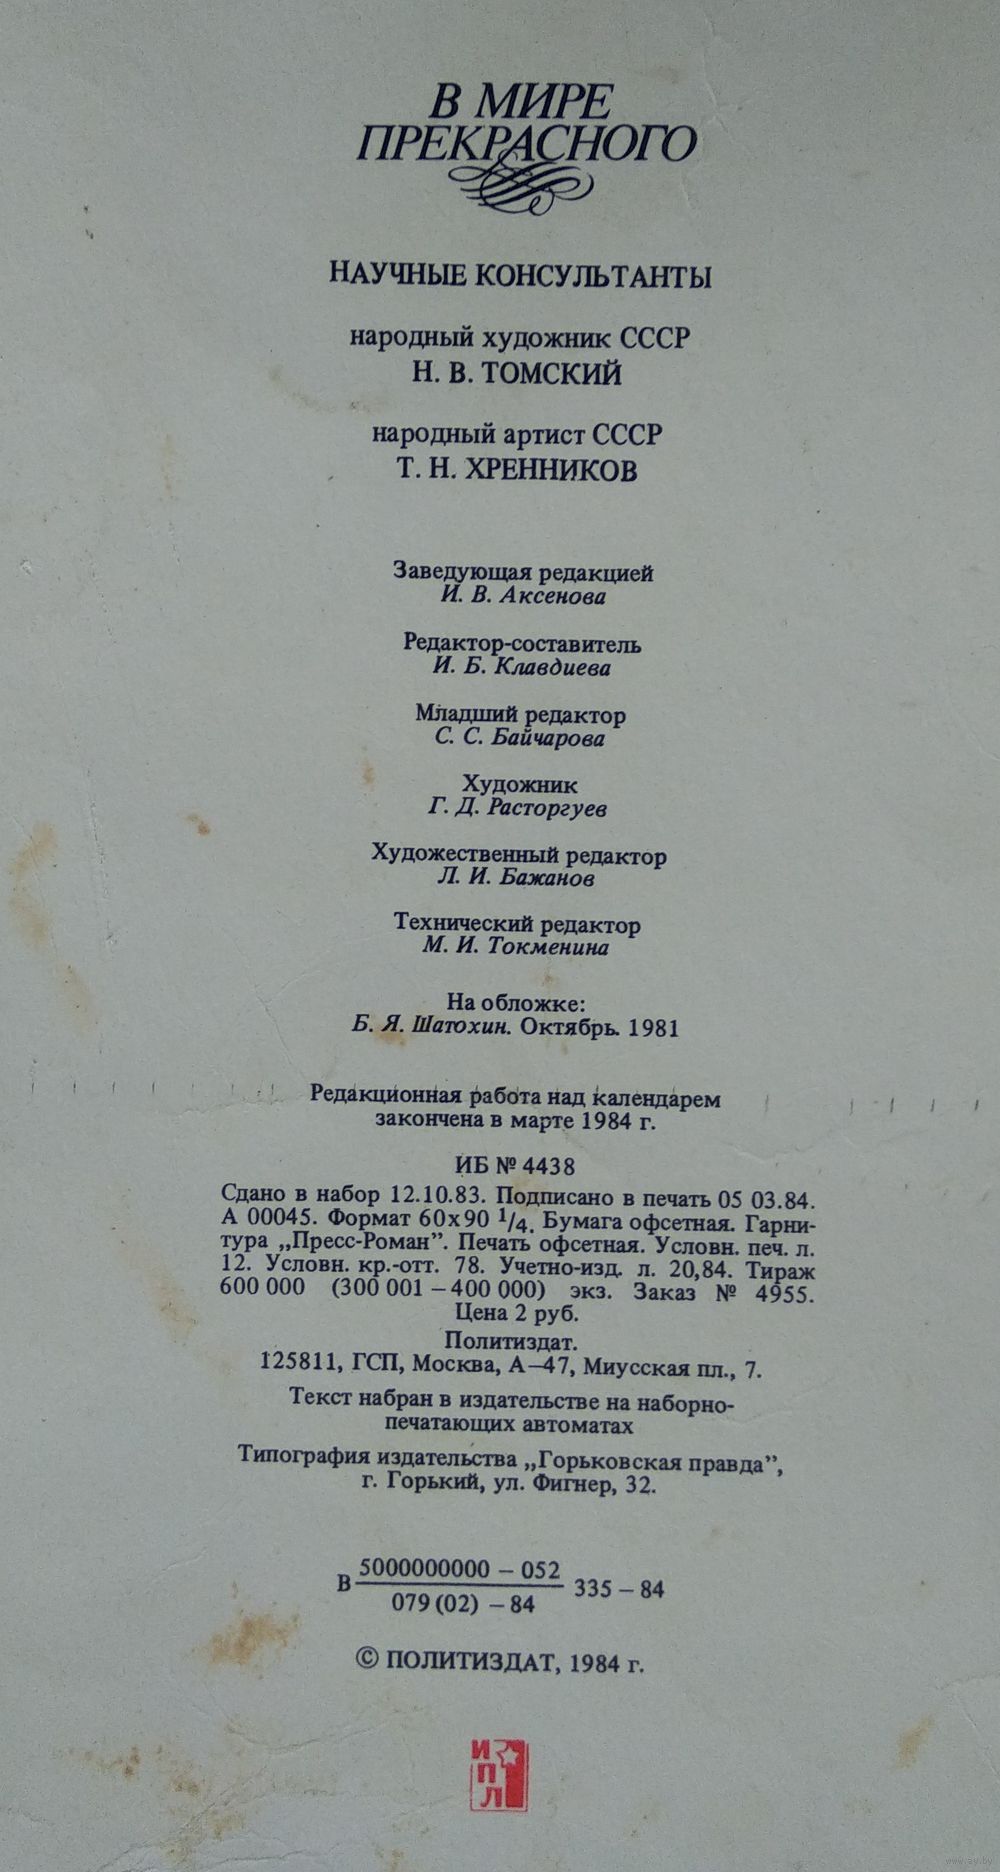 В МИРЕ
ПРЕКРАСНОГО
НАУЧНЫЕ КОНСУЛЬТАНТЫ
народный художник СССР
Н. В. ТОМСКИЙ
народный артист СССР
Т. Н. ХРЕННИКОВ
Заведующая редакцией
И. В. Аксенова
Редактор-составитель
И. Б. Клавдиева
Младший редактор
С. С. Байчарова
Художник
Г. Д. Расторгуев
Художественный редактор
Л. И. Бажанов
Технический редактор
М. И. Токменина
На обложке:
Б. Я. Шатохин. Октябрь. 1981
Редакционная работа над календарем
закончена в марте 1984 г.
ИБ № 4438
Сдано в набор 12.10.83. Подписано в печать 05 03.84.
А 00045. Формат 60х90 1/4. Бумага офсетная. Гарни-
тура „Пресс-Роман”. Печать офсетная. Условн. печ. л.
12. Условн. кр.-отт. 78. Учетно-изд. л. 20,84. Тираж
600 000 (300 001 – 400 000) экз. Заказ № 4955.
Цена 2 руб.
Политиздат.
125811, ГСП, Москва, А–47, Миусская пл., 7.
Текст набран в издательстве на наборно-
печатающих автоматах
Типография издательства „Горьковская правда”,
г. Горький, ул. Фигнер, 32.
В 5000000000 – 052
079 (02) – 84 335 – 84
© ПОЛИТИЗДАТ, 1984 г.
И
П
Л
www.ay.by